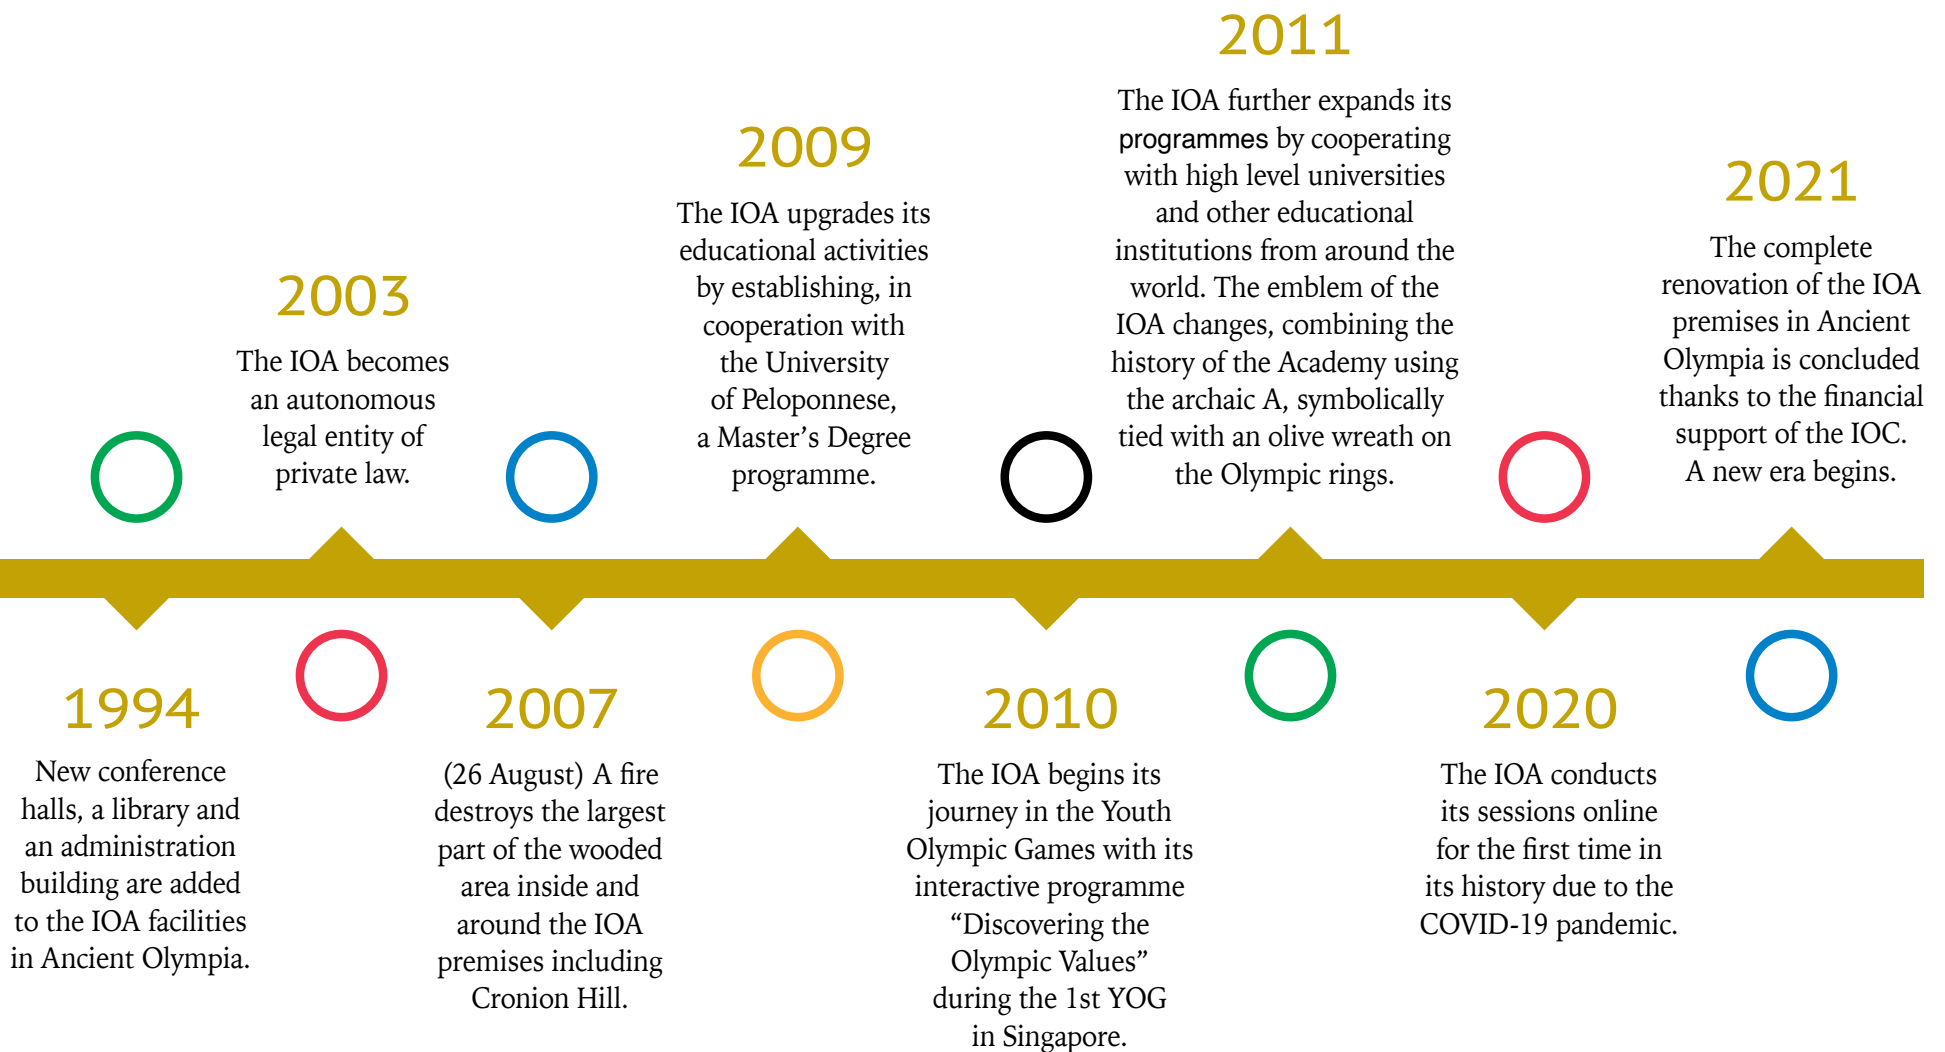 1994
New conference
halls, a library and
an administration
building are added
to the IOA facilities
in Ancient Olympia.
2003
The IOA becomes
an autonomous
legal entity of
private law.
2007
(26 August) A fire
destroys the largest
part of the wooded
area inside and
around the IOA
premises including
Cronion Hill.
2009
The IOA upgrades its
educational activities
by establishing, in
cooperation with
the University
of Peloponnese,
a Master’s Degree
programme.
2010
The IOA begins its
journey in the Youth
Olympic Games with its
interactive programme
“Discovering the
Olympic Values”
during the 1st YOG
in Singapore.
2011
The IOA further expands its
programmes by cooperating
with high level universities
and other educational
institutions from around the
world. The emblem of the
IOA changes, combining the
history of the Academy using
the archaic A, symbolically
tied with an olive wreath on
the Olympic rings.
2020
The IOA conducts
its sessions online
for the first time in
its history due to the
COVID-19 pandemic.
2021
The complete
renovation of the IOA
premises in Ancient
Olympia is concluded
thanks to the financial
support of the IOC.
A new era begins.